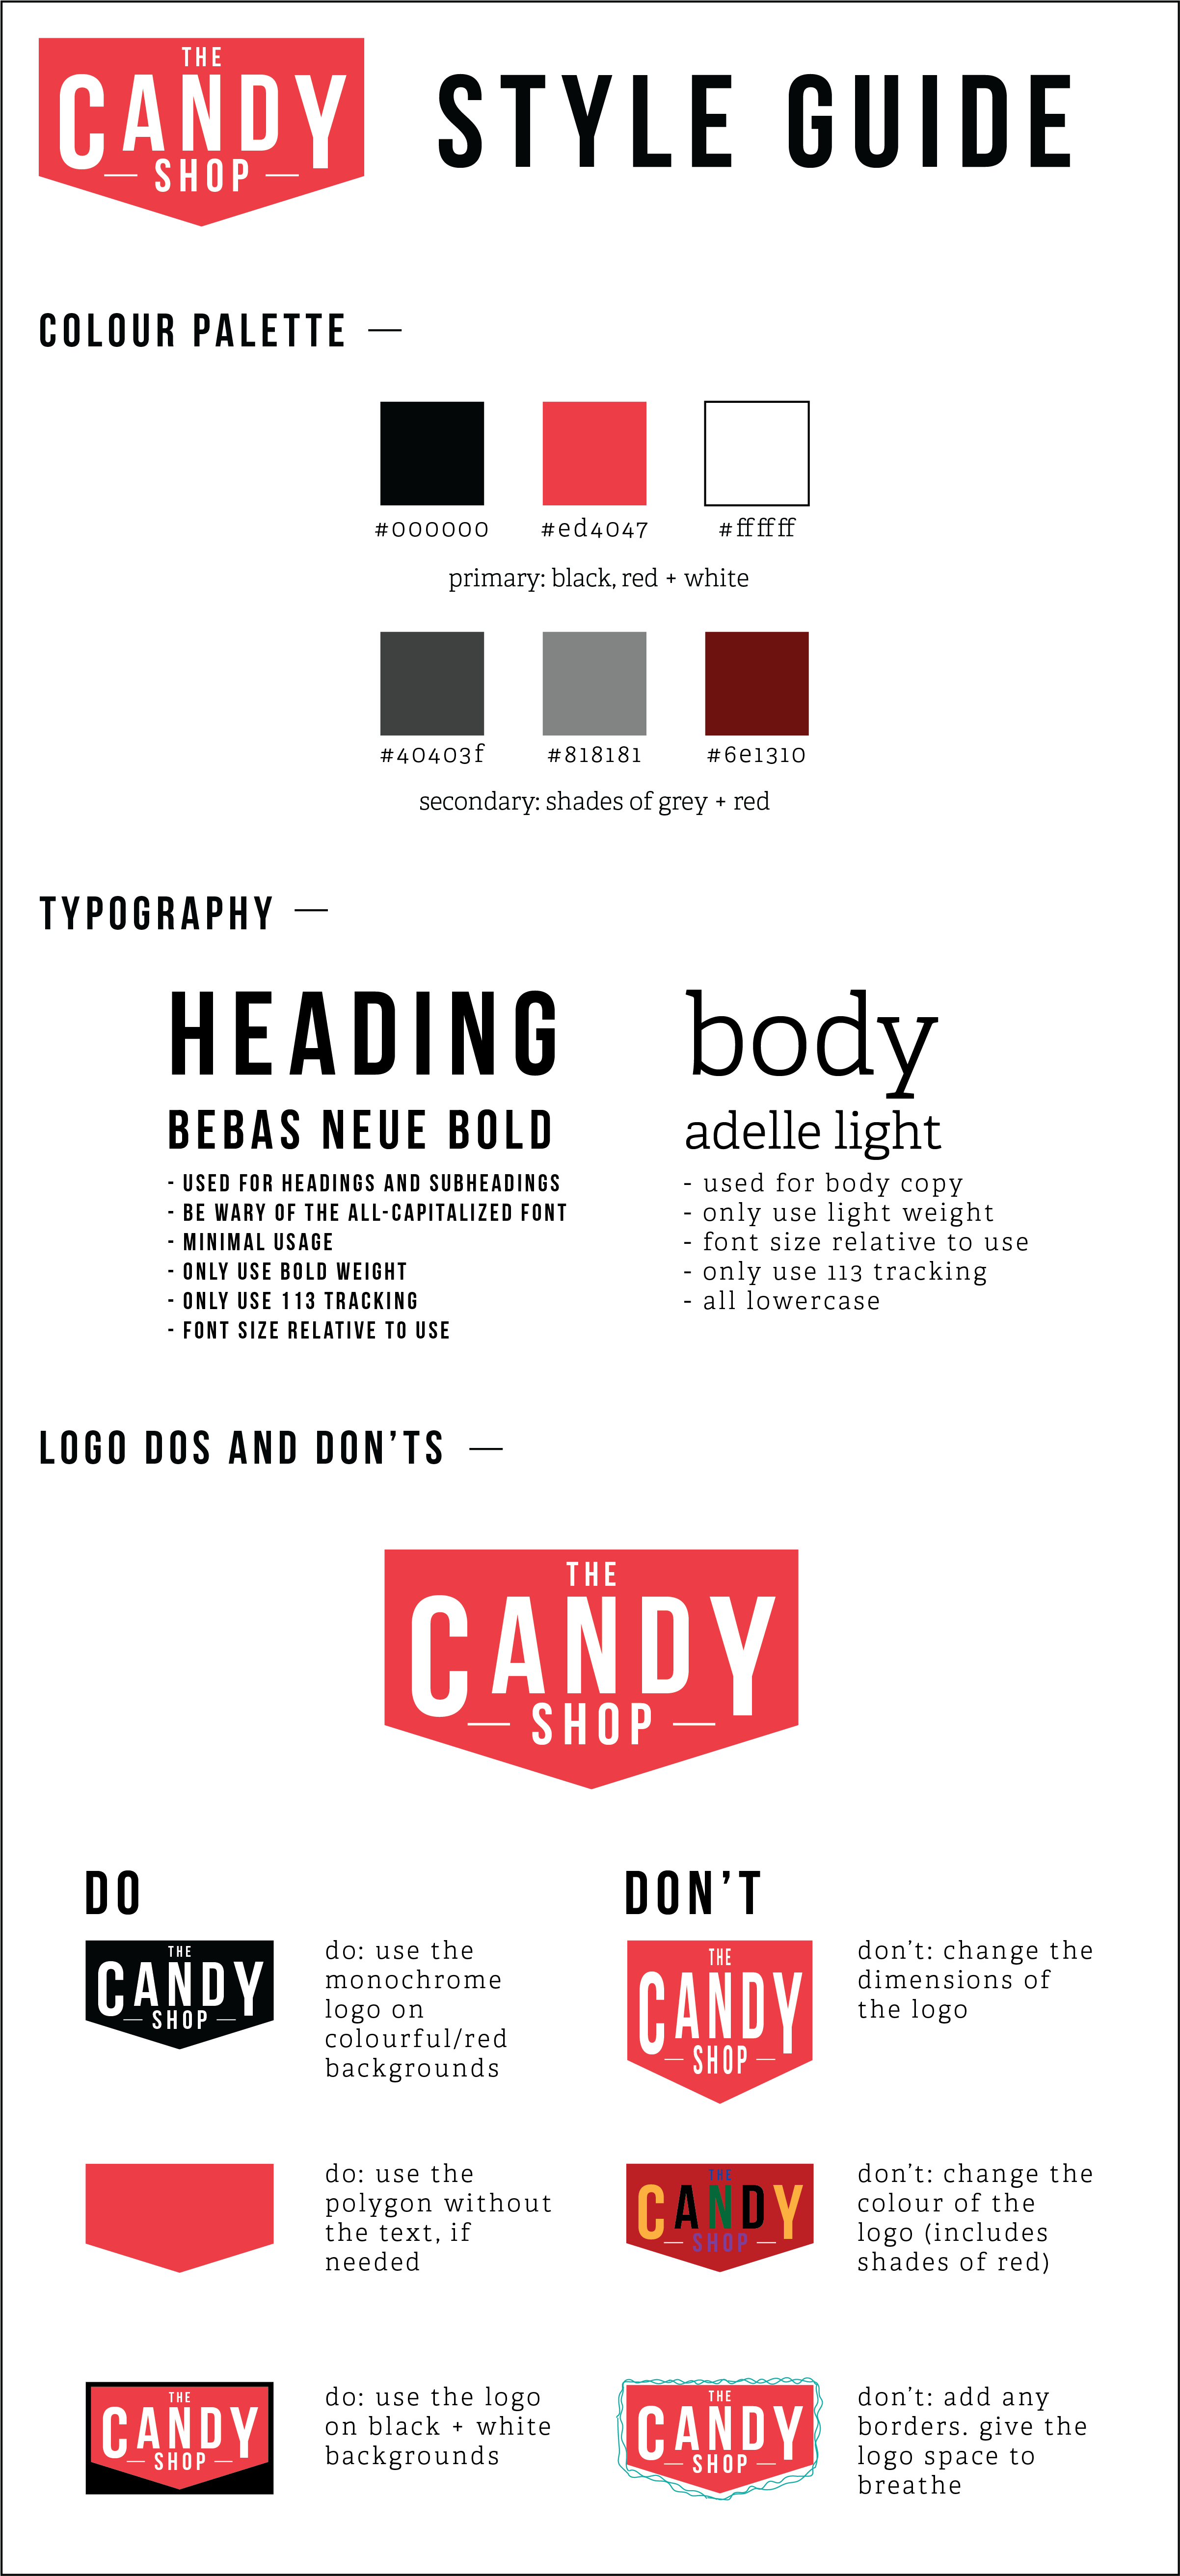 THE
CANDY
SHOP
STYLE GUIDE
COLOUR PALETTE
#000000 #ed4047 #ffffff
primary: black, red + white
#40403f #818181 #6e1310
secondary: shades of grey + red
TYPOGRAPHY
HEADING
BEBAS NEUE BOLD
- USED FOR HEADINGS AND SUBHEADINGS
- BE WARY OF THE ALL-CAPITALIZED FONT
- MINIMAL USAGE
- ONLY USE BOLD WEIGHT
- ONLY USE 113 TRACKING
- FONT SIZE RELATIVE TO USE
body
adelle light
- used for body copy
- only use light weight
- font size relative to use
- only use 113 tracking
- all lowercase
LOGO DOS AND DON'TS
THE
CANDY
SHOP
DO
THE
CANDY
SHOP
do: use the
monochrome
logo on
colourful/red
backgrounds
do: use the
polygon without
the text, if
needed
THE
CANDY
SHOP
do: use the logo
on black + white
backgrounds
DON'T
THE
CANDY
SHOP
don't: change the
dimensions of
the logo
THE
CANDY
SHOP
don't: change the
colour of the
logo (includes
shades of red)
THE
CANDY
SHOP
don't: add any
borders. give the
logo space to
breathe